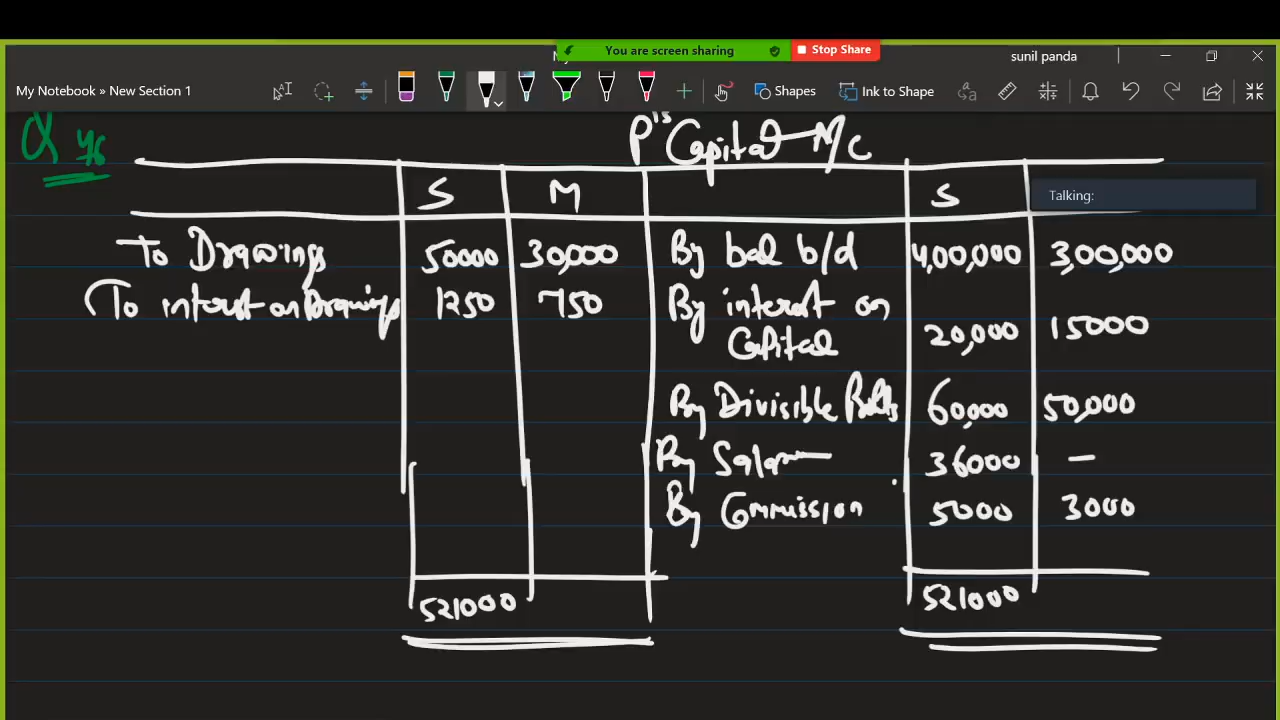 You are screen sharing
Stop Share
My
sunil panda
My Notebook » New Section 1
Shapes
Ink to Shape
P's Capital A/c
S M S
Talking:
To Drawings 50000 30,000 By bal b/d 4,00,000 3,00,000
To interest on Drawings 1250 750 By interest on
Capital 20,000 15000
By Divisible 60,000 50,000
By Salary 36000 —
By Commission 5000 3000
521000 521000